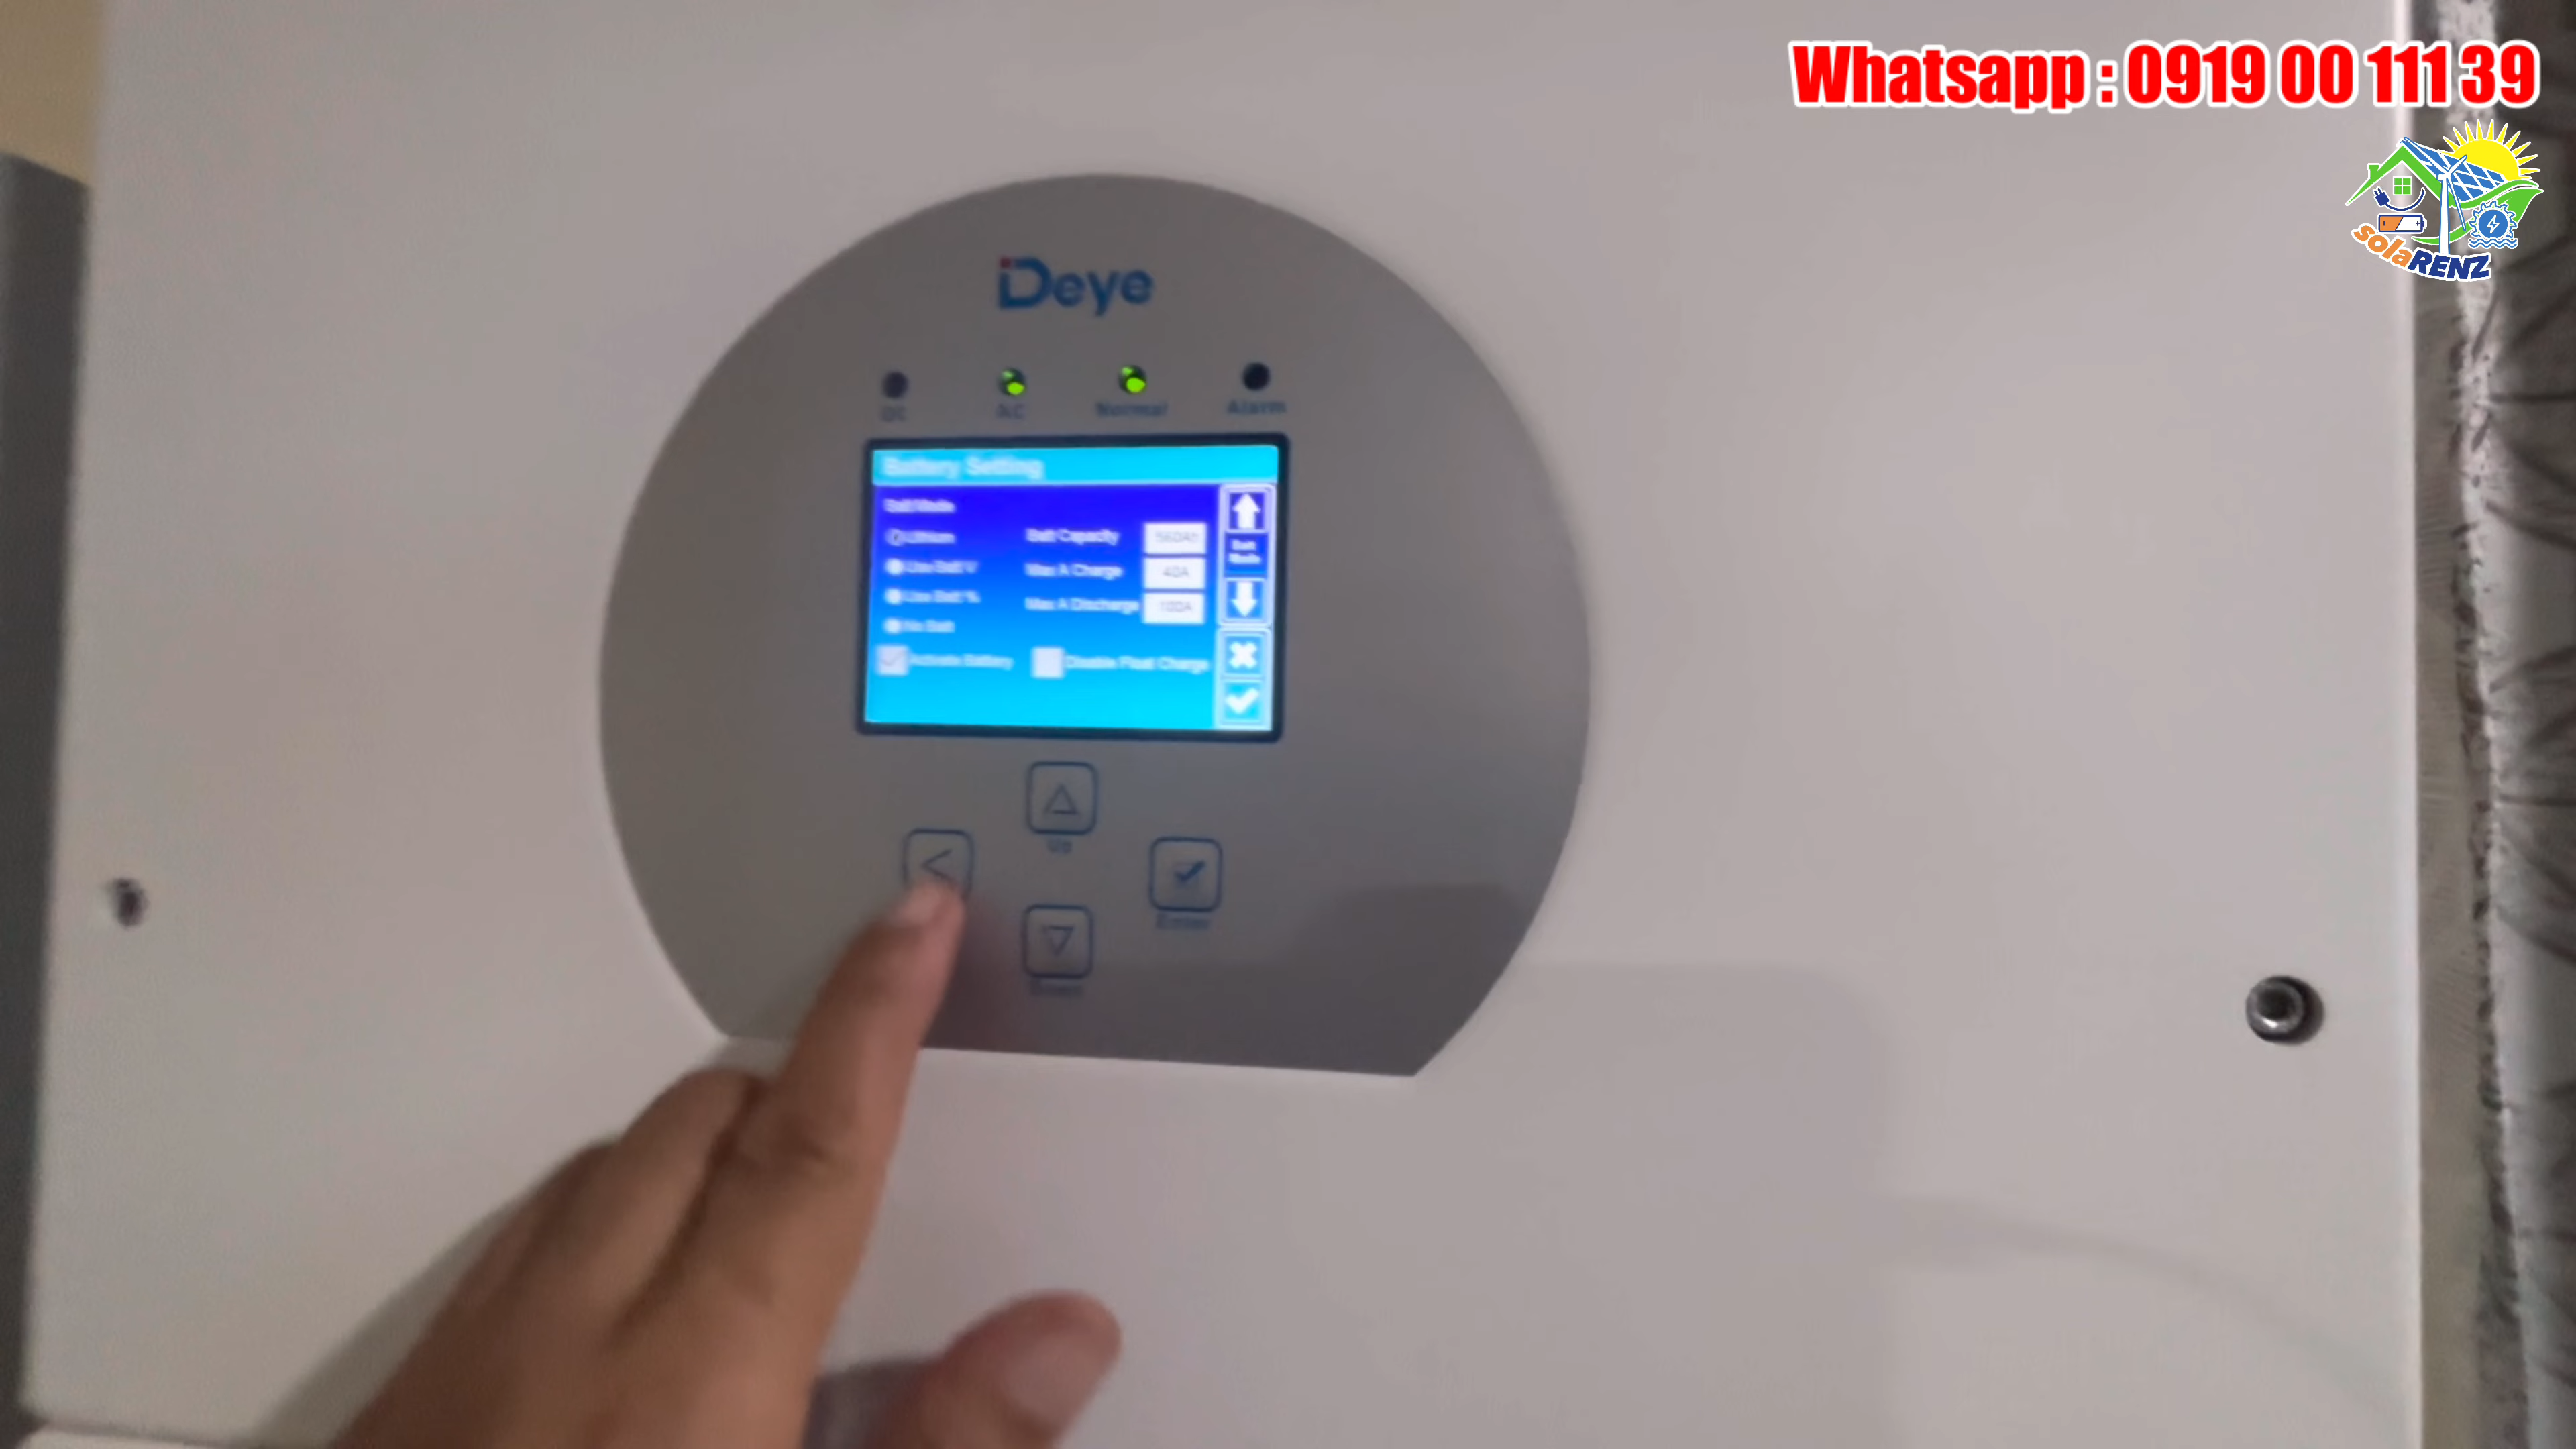 Whatsapp : 0919 00 111 39
solaRENZ
Deye
DC AC Normal Alarm
Battery Setting
Batt Mode
Lithium
Batt Capacity 560Ah
Use Batt V
Max A Charge 40A
Use Batt %
Max A Discharge 100A
No Batt
Activate Battery
Disable Float Charge
Batt
Mode
Up
Enter
Down